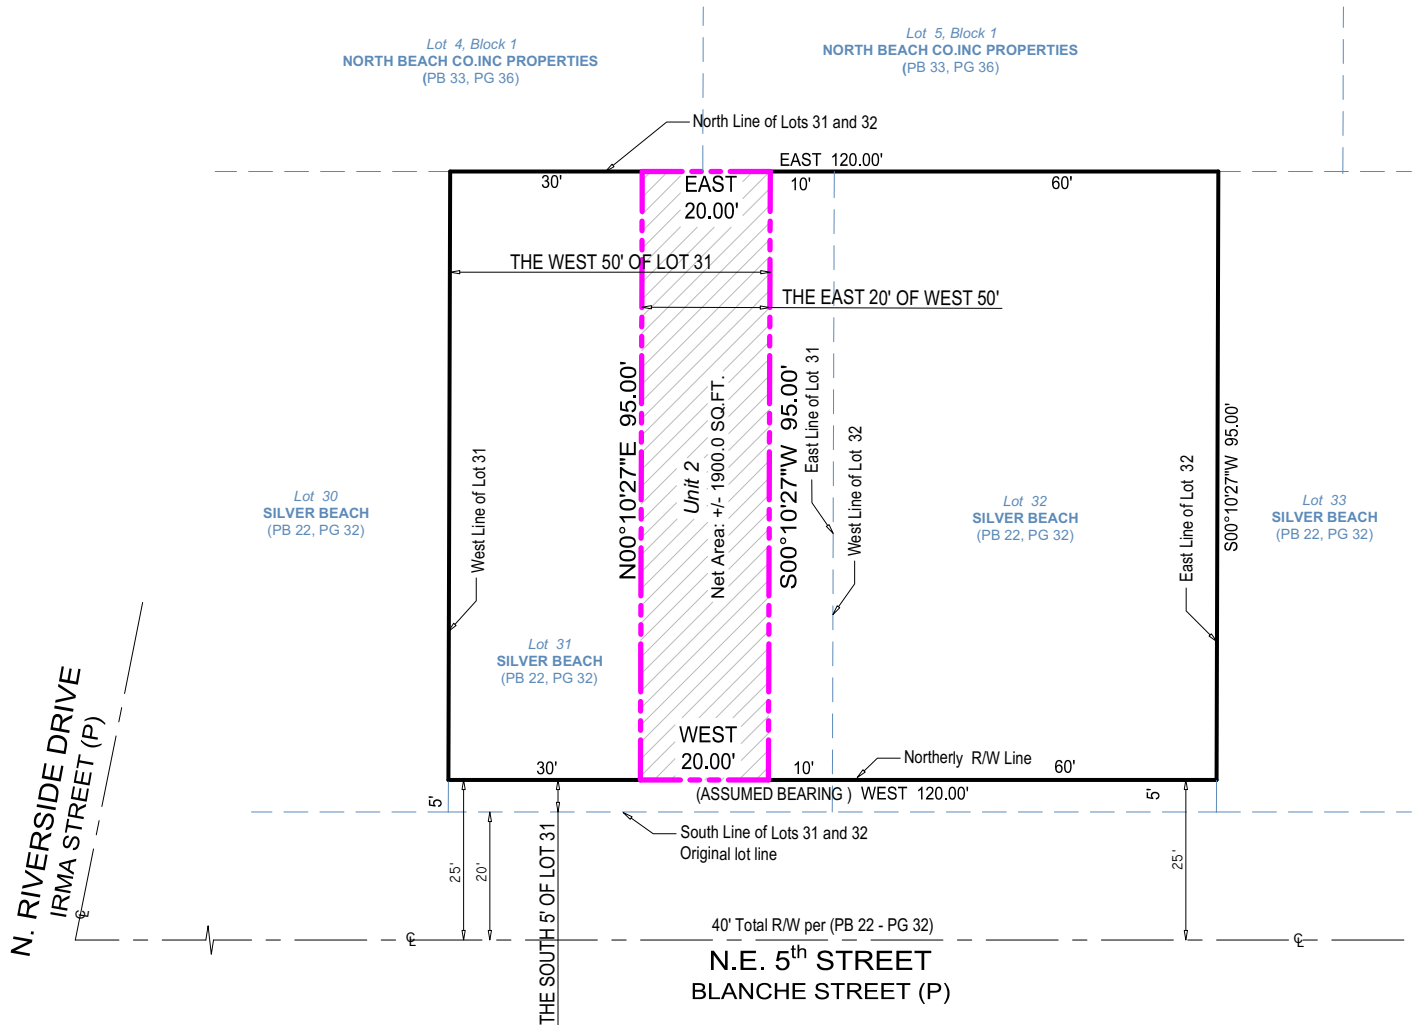 Lot 4, Block 1
NORTH BEACH CO.INC PROPERTIES
(PB 33, PG 36)
Lot 5, Block 1
NORTH BEACH CO.INC PROPERTIES
(PB 33, PG 36)
North Line of Lots 31 and 32
EAST 120.00'
30'
EAST
20.00'
10'
60'
THE WEST 50' OF LOT 31
THE EAST 20' OF WEST 50'
N00°10'27"E 95.00'
Unit 2
Net Area: +/- 1900.0 SQ.FT.
S00°10'27"W 95.00'
East Line of Lot 31
West Line of Lot 32
West Line of Lot 31
East Line of Lot 32
S00°10'27"W 95.00'
Lot 30
SILVER BEACH
(PB 22, PG 32)
Lot 32
SILVER BEACH
(PB 22, PG 32)
Lot 33
SILVER BEACH
(PB 22, PG 32)
Lot 31
SILVER BEACH
(PB 22, PG 32)
WEST
20.00'
30'
10'
60'
Northerly R/W Line
(ASSUMED BEARING ) WEST 120.00'
5'
5'
South Line of Lots 31 and 32
Original lot line
25'
20'
THE SOUTH 5' OF LOT 31
25'
N. RIVERSIDE DRIVE
IRMA STREET (P)
℄
℄
℄
40' Total R/W per (PB 22 - PG 32)
N.E. 5th STREET
BLANCHE STREET (P)